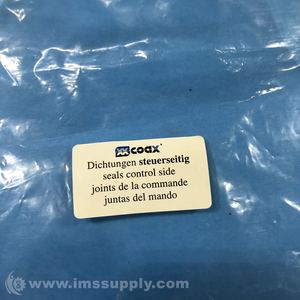 coax®
Dichtungen steuerseitig
seals control side
joints de la commande
juntas del mando
© www.imssupply.com